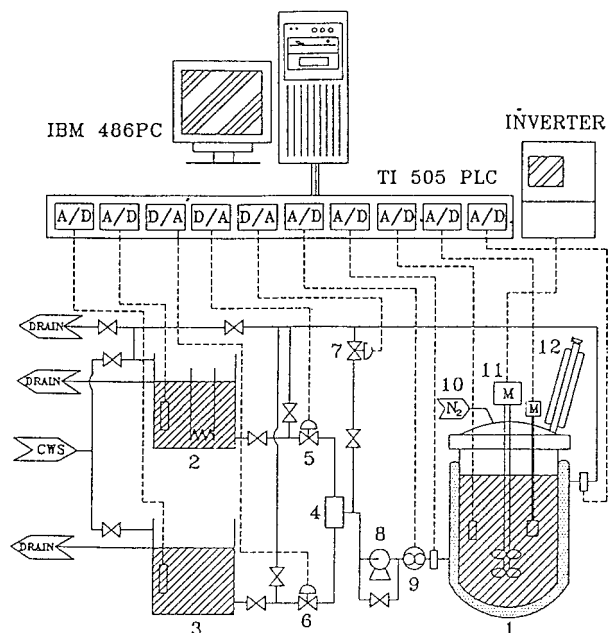 IBM 486PC
INVERTER
TI 505 PLC
A/D A/D D/A D/A D/A A/D A/D A/D A/D A/D
DRAIN
7
12
11
10
M
M
N₂
DRAIN
CWS
2
5
4
8
9
DRAIN
3
6
1